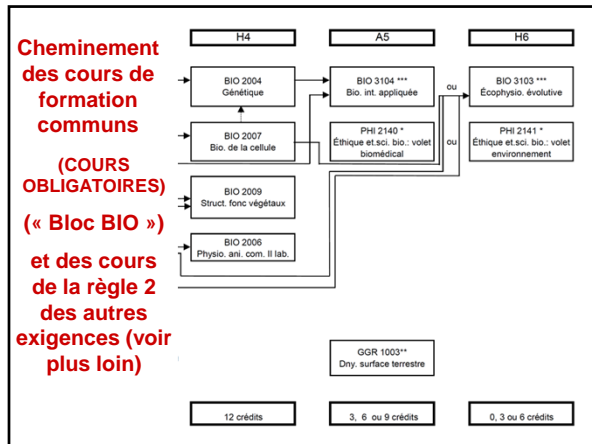 Cheminement
des cours de
formation
communs
(COURS
OBLIGATOIRES)
(« Bloc BIO »)
et des cours
de la règle 2
des autres
exigences (voir
plus loin)
H4
A5
H6
BIO 2004
Génétique
BIO 3104 ***
Bio. int. appliquée
ou
BIO 3103 ***
Écophysio. évolutive
BIO 2007
Bio. de la cellule
PHI 2140 *
Éthique et.sci. bio.: volet
biomédical
ou
PHI 2141 *
Éthique et.sci. bio.: volet
environnement
BIO 2009
Struct. fonc végétaux
BIO 2006
Physio. ani. com. II lab.
GGR 1003**
Dny. surface terrestre
12 crédits
3, 6 ou 9 crédits
0, 3 ou 6 crédits